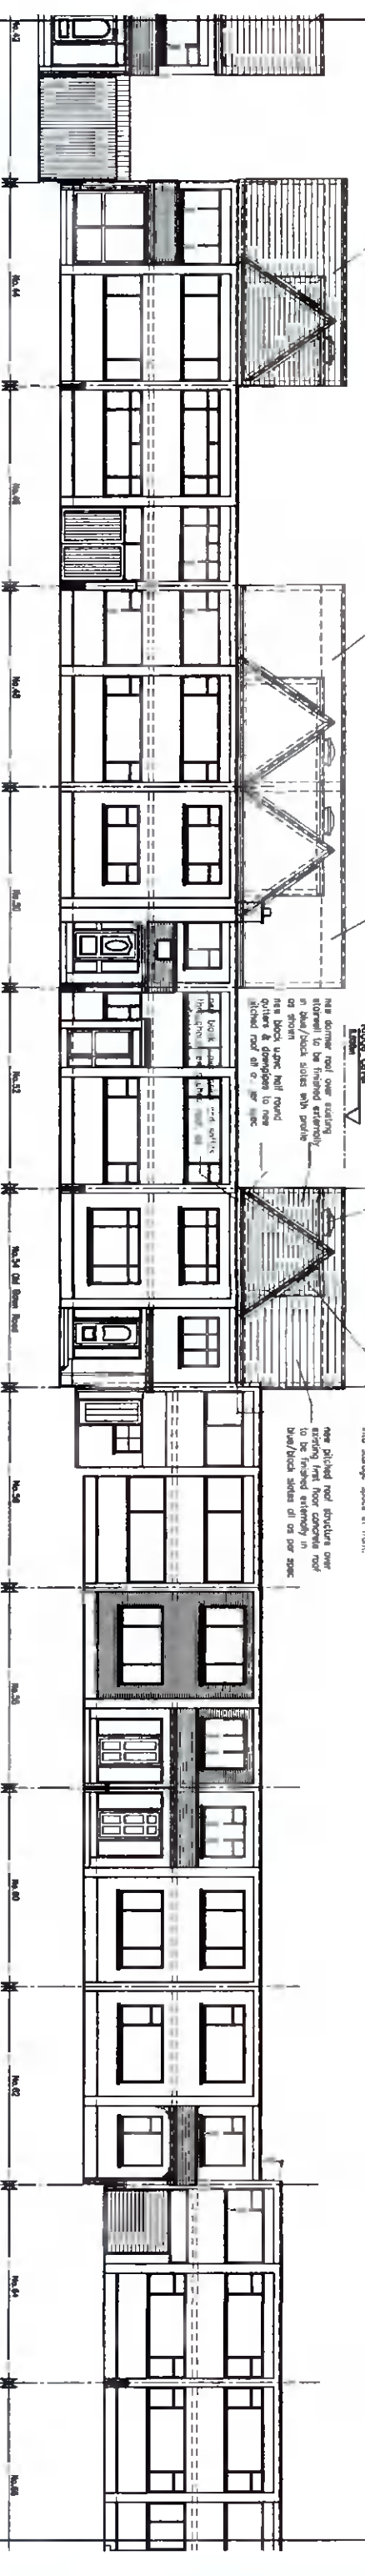 No.42
No.44
No.46
No.48
No.50
No.52
No.54 Old Bawn Road
No.58
No.56
No.60
No.62
No.64
No.66
new dormer roof over existing
stairwell to be finished externally
in blue/black slates with profile
as shown
new black upvc half round
gutters & downpipes to new
pitched roof all as per spec
new pitched roof structure over
existing first floor concrete roof
to be finished externally in
blue/black slates all as per spec